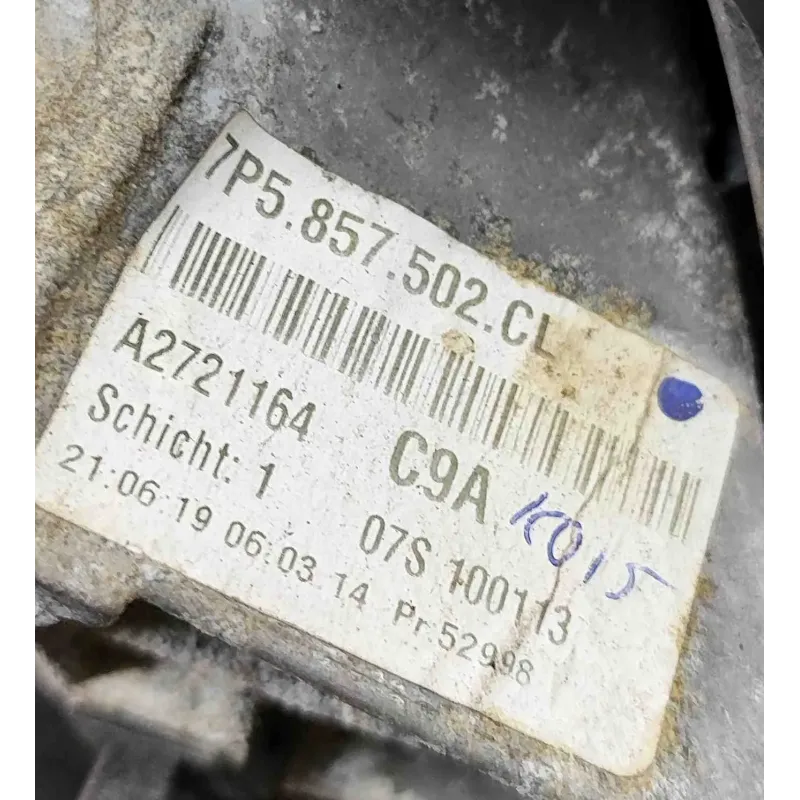 7P5.857.502.CL
A2721164 C9A K015
Schicht: 1 07S 100113
21:06:19 06.03.14 Pr.52998